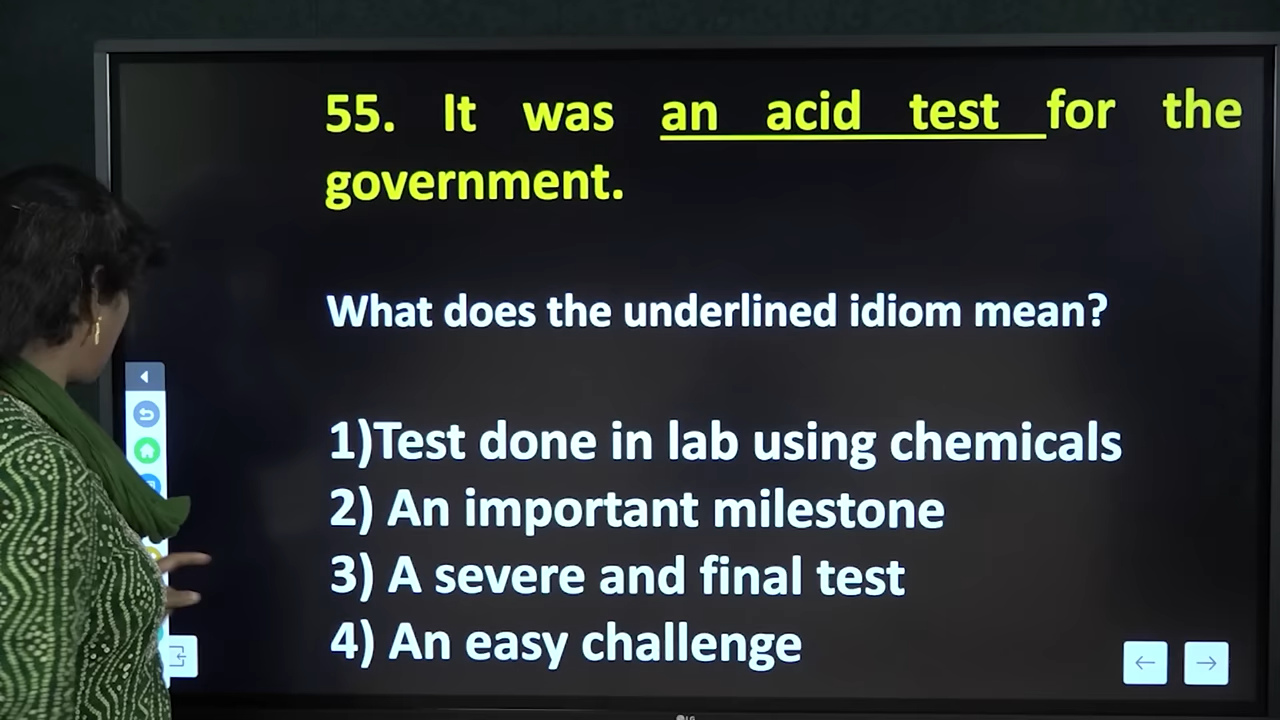 55. It was an acid test for the
government.
What does the underlined idiom mean?
1)Test done in lab using chemicals
2) An important milestone
3) A severe and final test
4) An easy challenge
LG